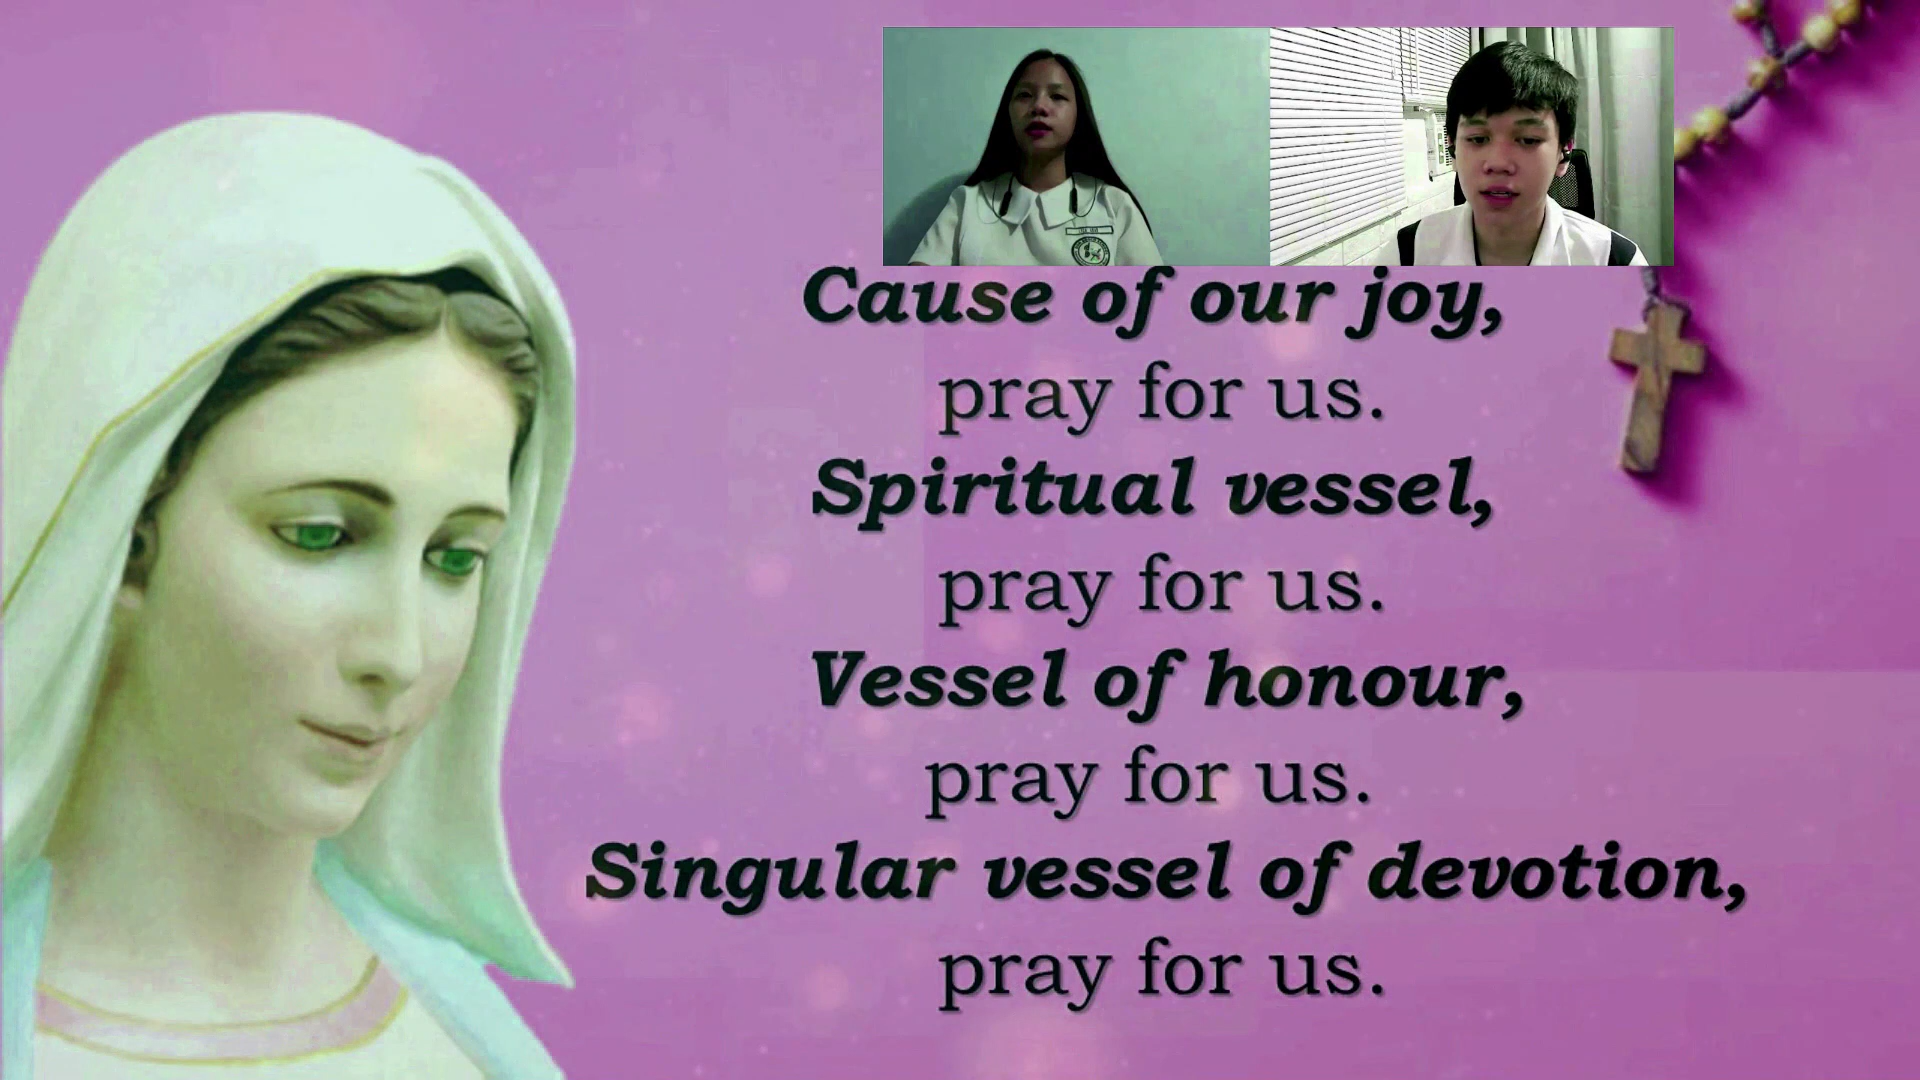 Cause of our joy,
pray for us.
Spiritual vessel,
pray for us.
Vessel of honour,
pray for us.
Singular vessel of devotion,
pray for us.